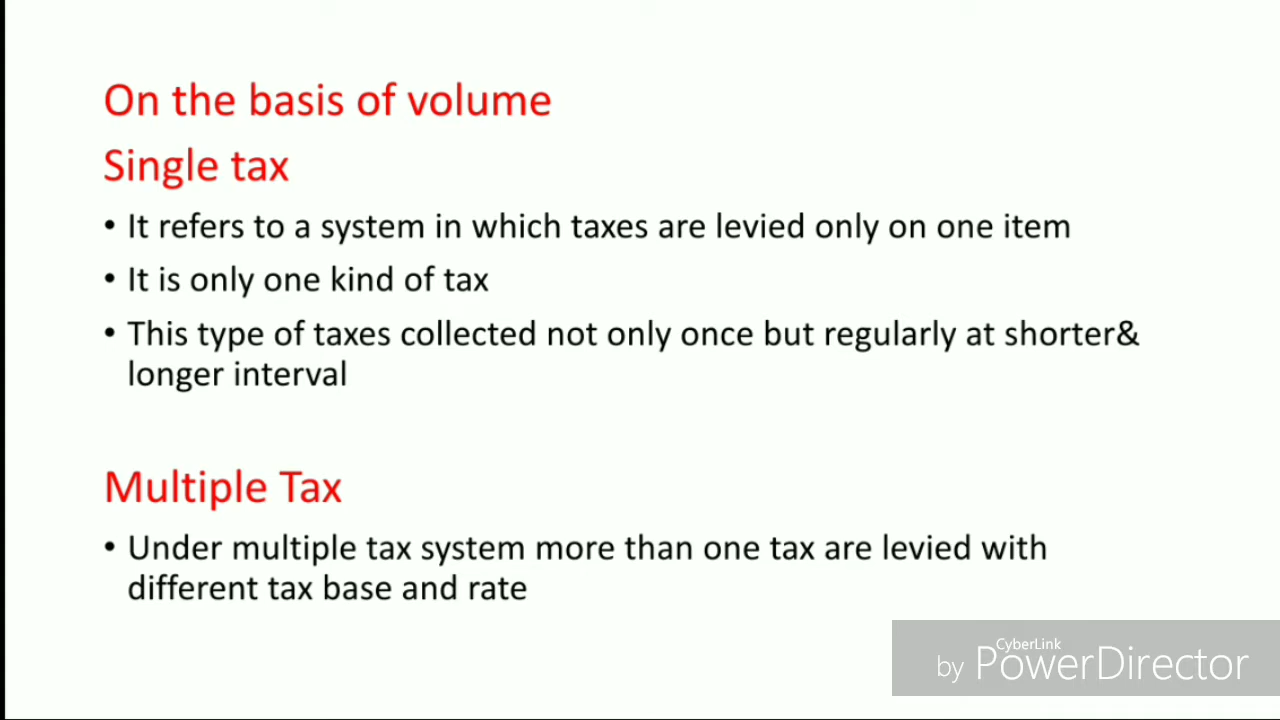 On the basis of volume
Single tax
• It refers to a system in which taxes are levied only on one item
• It is only one kind of tax
• This type of taxes collected not only once but regularly at shorter&
longer interval
Multiple Tax
• Under multiple tax system more than one tax are levied with
different tax base and rate
CyberLink
by PowerDirector